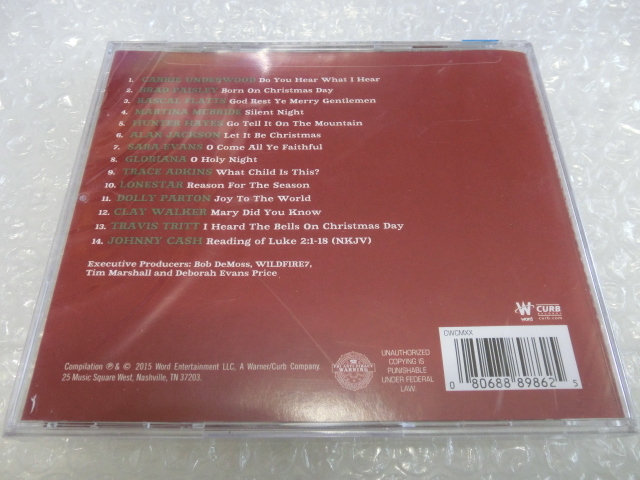 1. CARRIE UNDERWOOD Do You Hear What I Hear
2. BRAD PAISLEY Born On Christmas Day
3. RASCAL FLATTS God Rest Ye Merry Gentlemen
4. MARTINA MCBRIDE Silent Night
5. HUNTER HAYES Go Tell It On The Mountain
6. ALAN JACKSON Let It Be Christmas
7. SARA EVANS O Come All Ye Faithful
8. GLORIANA O Holy Night
9. TRACE ADKINS What Child Is This?
10. LONESTAR Reason For The Season
11. DOLLY PARTON Joy To The World
12. CLAY WALKER Mary Did You Know
13. TRAVIS TRITT I Heard The Bells On Christmas Day
14. JOHNNY CASH Reading of Luke 2:1-18 (NKJV)
Executive Producers: Bob DeMoss, WILDFIRE7,
Tim Marshall and Deborah Evans Price
word
CURB
curb.com
Compilation ℗ & © 2015 Word Entertainment LLC, A Warner/Curb Company.
25 Music Square West, Nashville, TN 37203.
FBI ANTI-PIRACY
WARNING
UNAUTHORIZED
COPYING IS
PUNISHABLE
UNDER FEDERAL
LAW.
CWCMXX
0 80688 89862 5